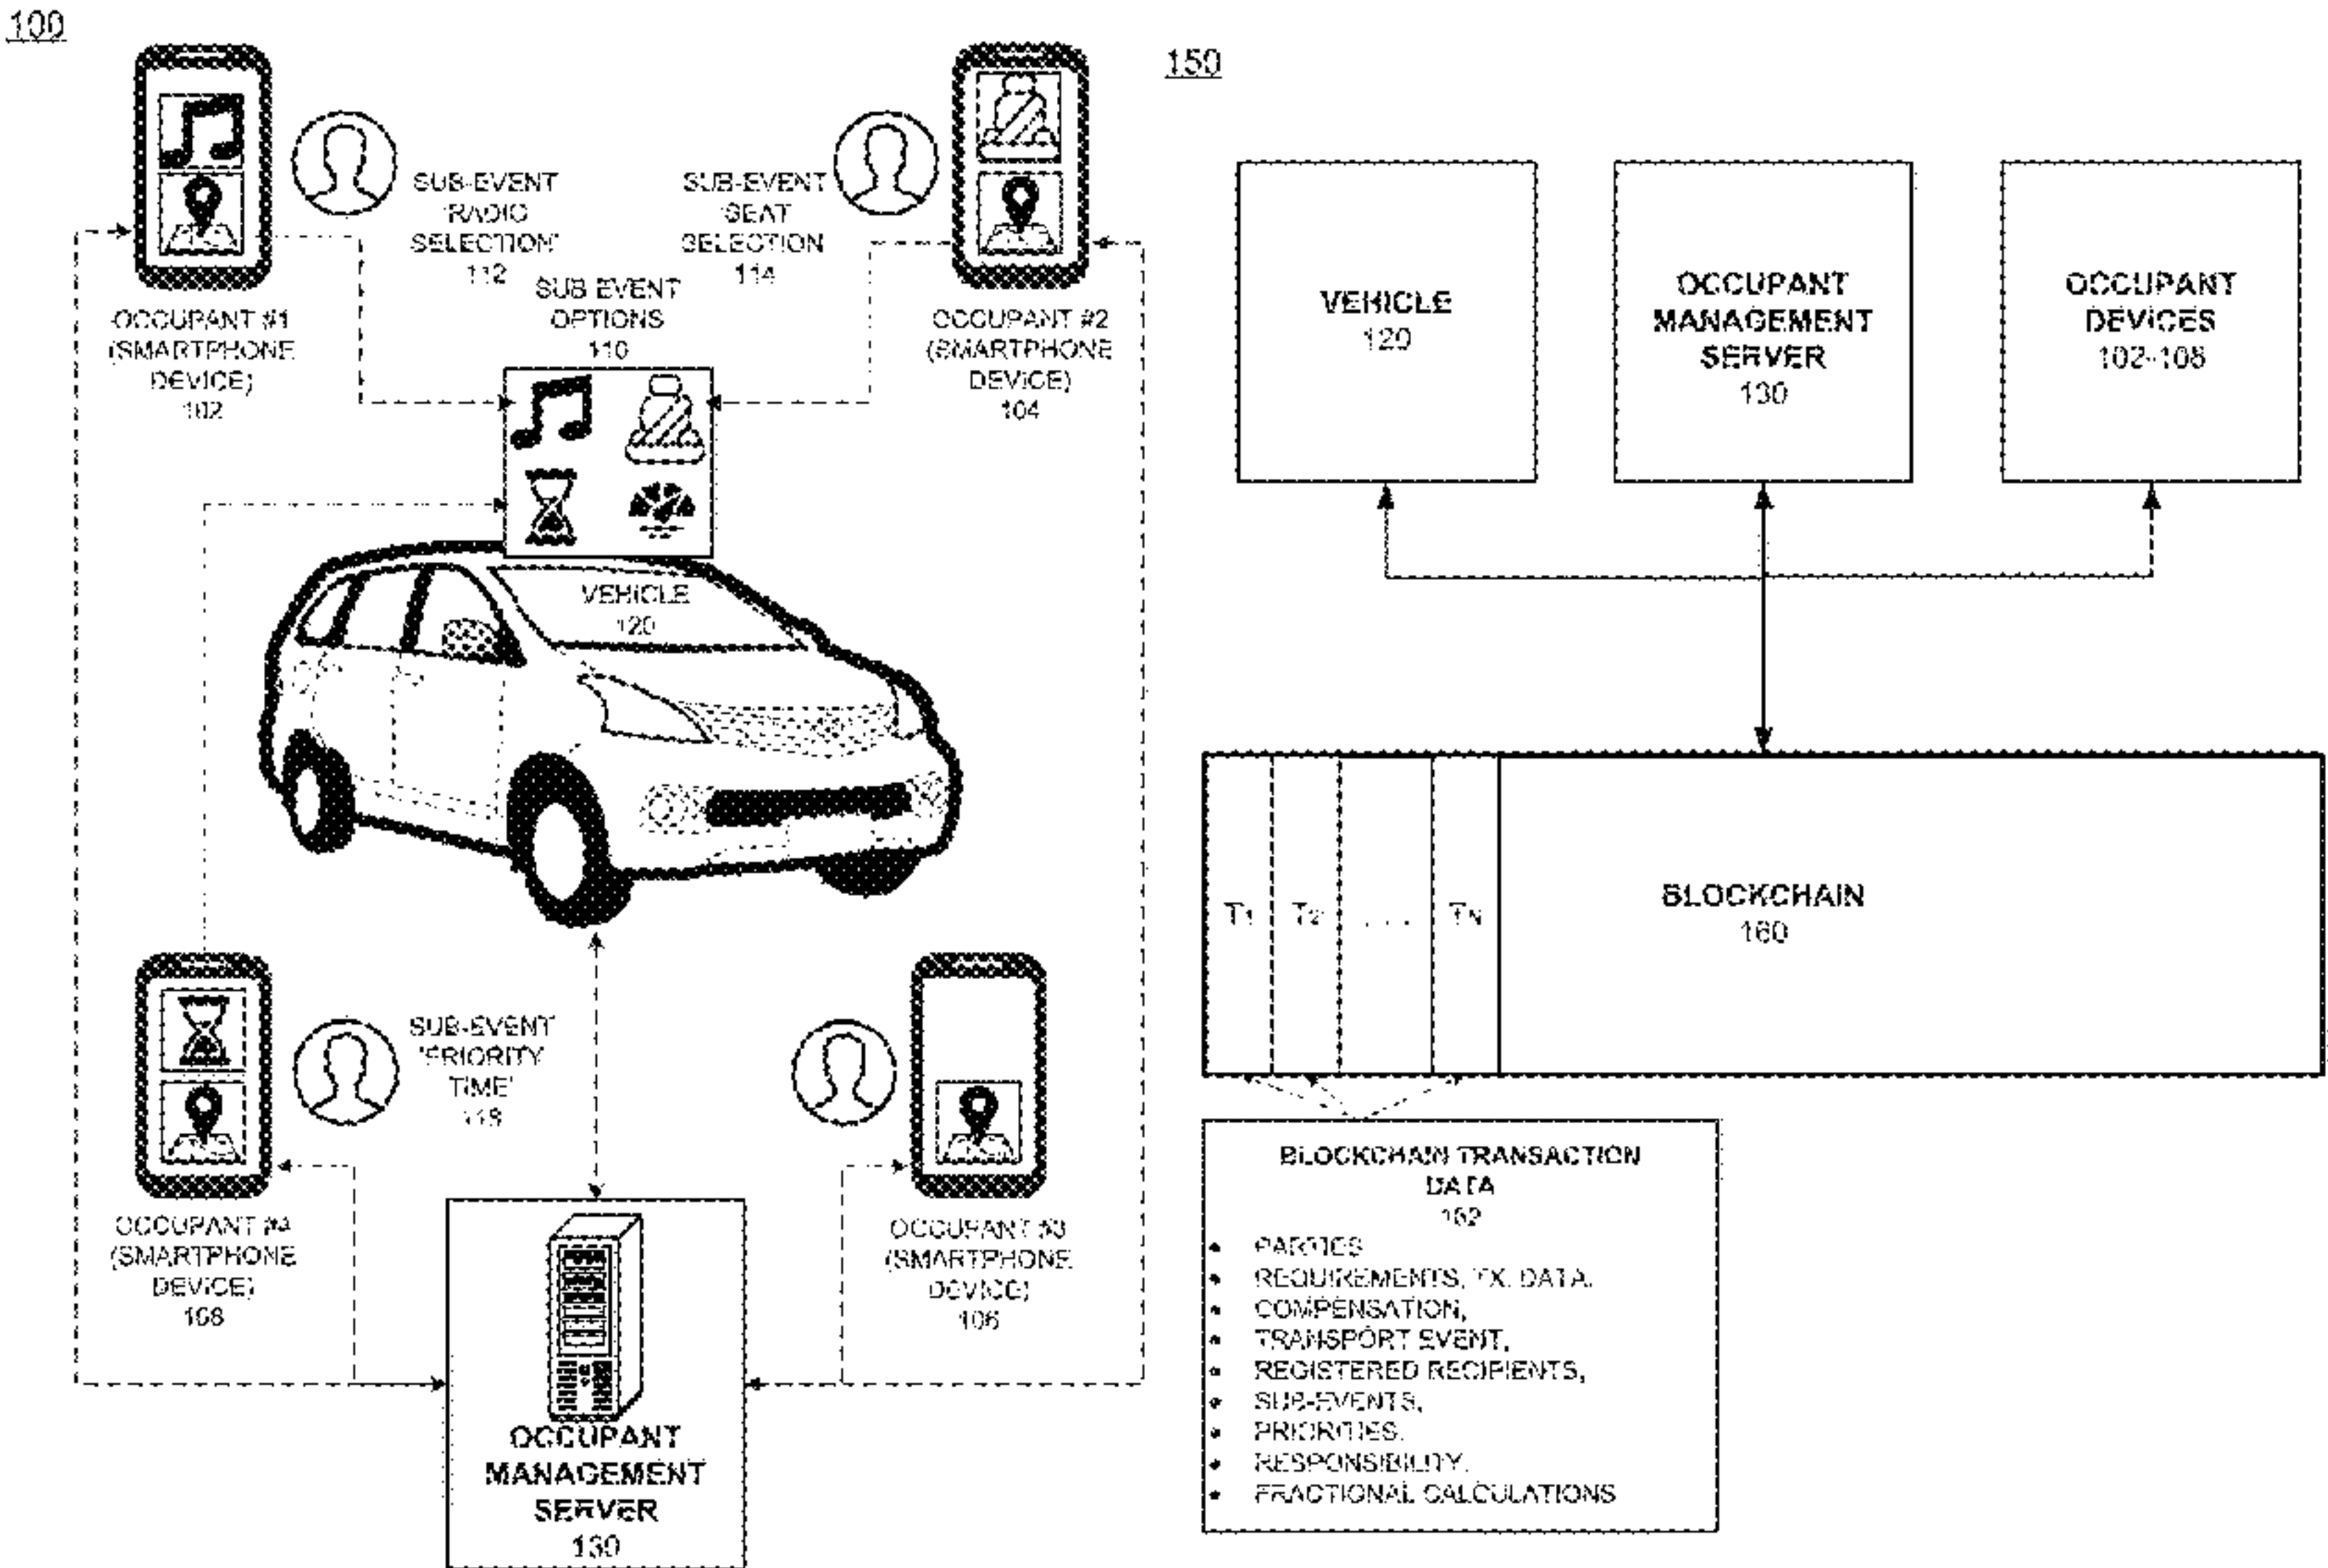 100
SUB-EVENT
'RADIO
SELECTION'
112
SUB-EVENT
SEAT
SELECTION
114
SUB EVENT
OPTIONS
110
OCCUPANT #1
(SMARTPHONE
DEVICE)
102
OCCUPANT #2
(SMARTPHONE
DEVICE)
104
VEHICLE
120
SUB-EVENT
'PRIORITY
TIME'
118
OCCUPANT #4
(SMARTPHONE
DEVICE)
108
OCCUPANT #3
(SMARTPHONE
DEVICE)
106
OCCUPANT
MANAGEMENT
SERVER
130
150
VEHICLE
120
OCCUPANT
MANAGEMENT
SERVER
130
OCCUPANT
DEVICES
102-108
T1 T2 . . . . TN
BLOCKCHAIN
160
BLOCKCHAIN TRANSACTION
DATA
162
• PARTIES
• REQUIREMENTS, TX. DATA,
• COMPENSATION,
• TRANSPORT EVENT,
• REGISTERED RECIPIENTS,
• SUB-EVENTS,
• PRIORITIES,
• RESPONSIBILITY,
• FRACTIONAL CALCULATIONS